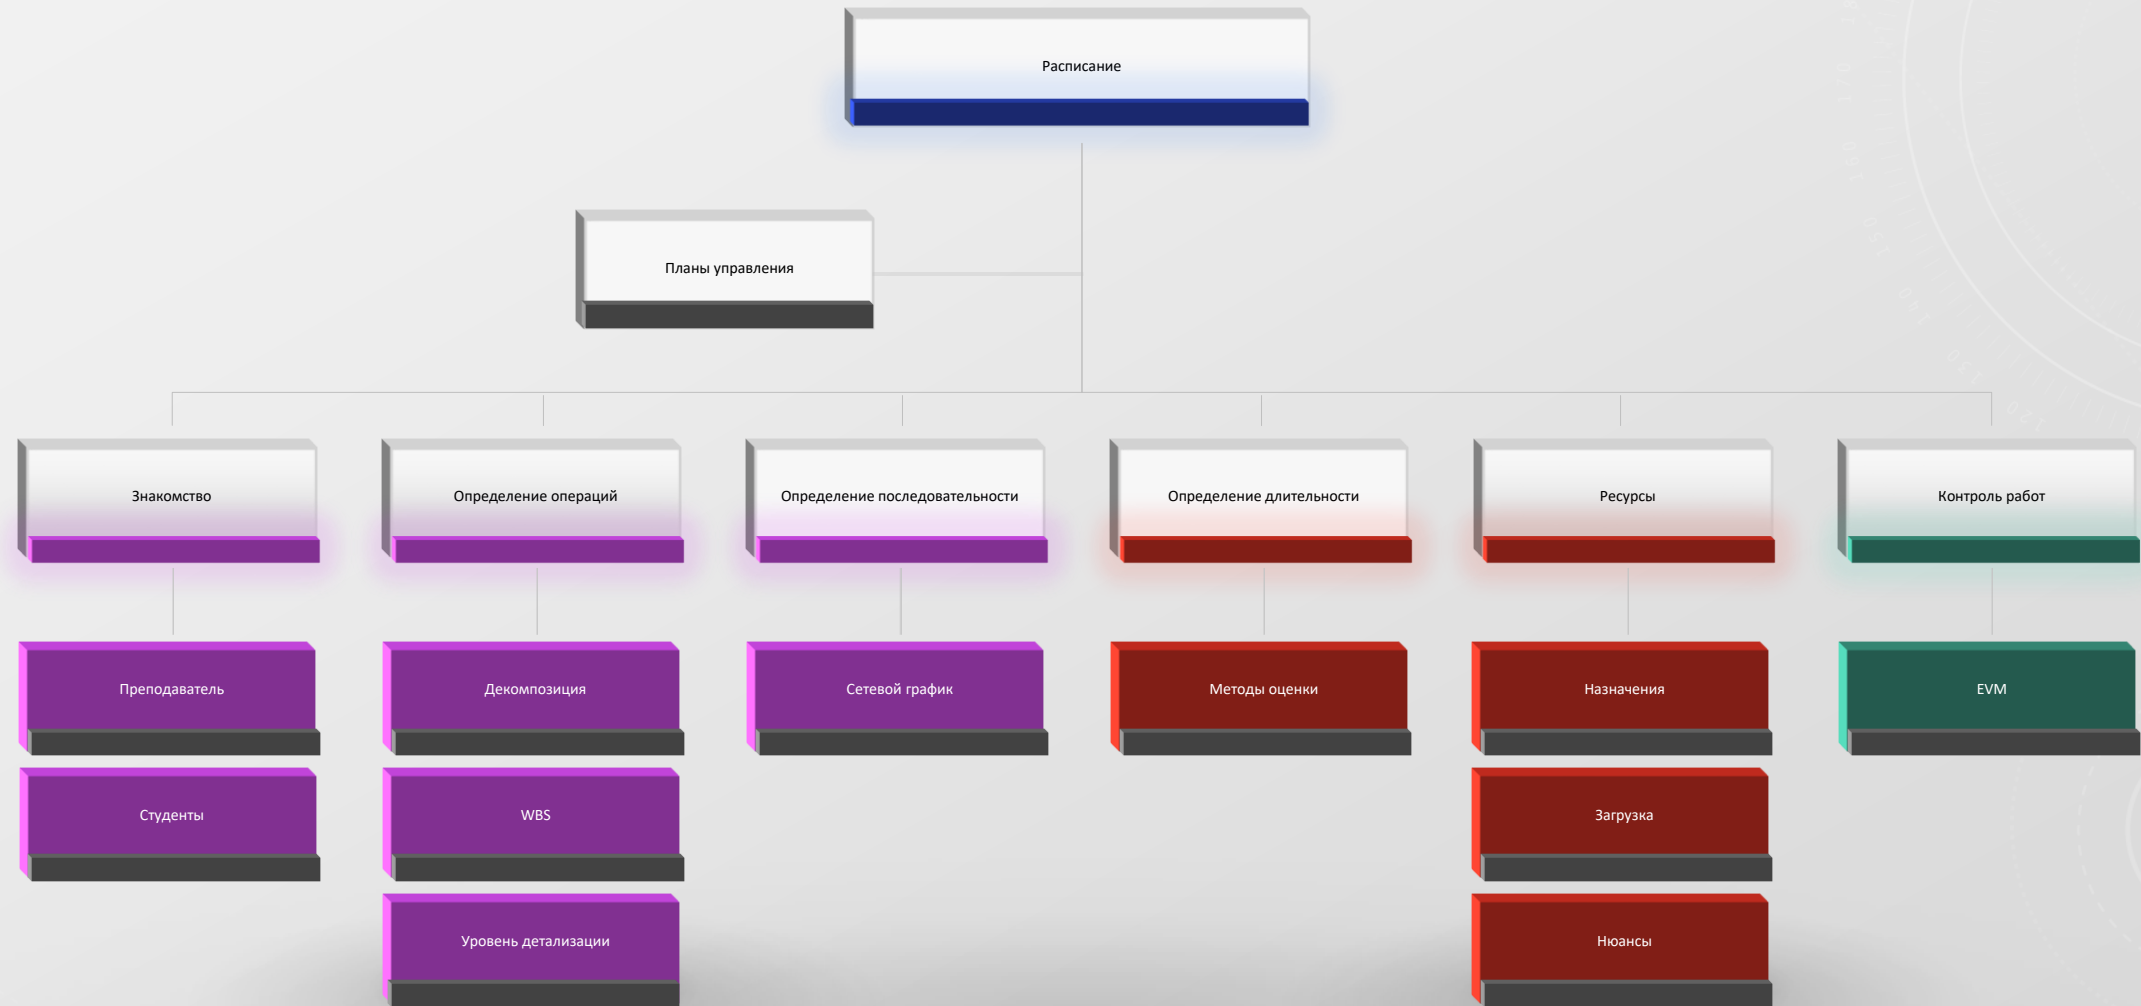 Расписание
Планы управления
Знакомство
Определение операций
Определение последовательности
Определение длительности
Ресурсы
Контроль работ
Преподаватель
Декомпозиция
Сетевой график
Методы оценки
Назначения
EVM
Студенты
WBS
Загрузка
Уровень детализации
Нюансы